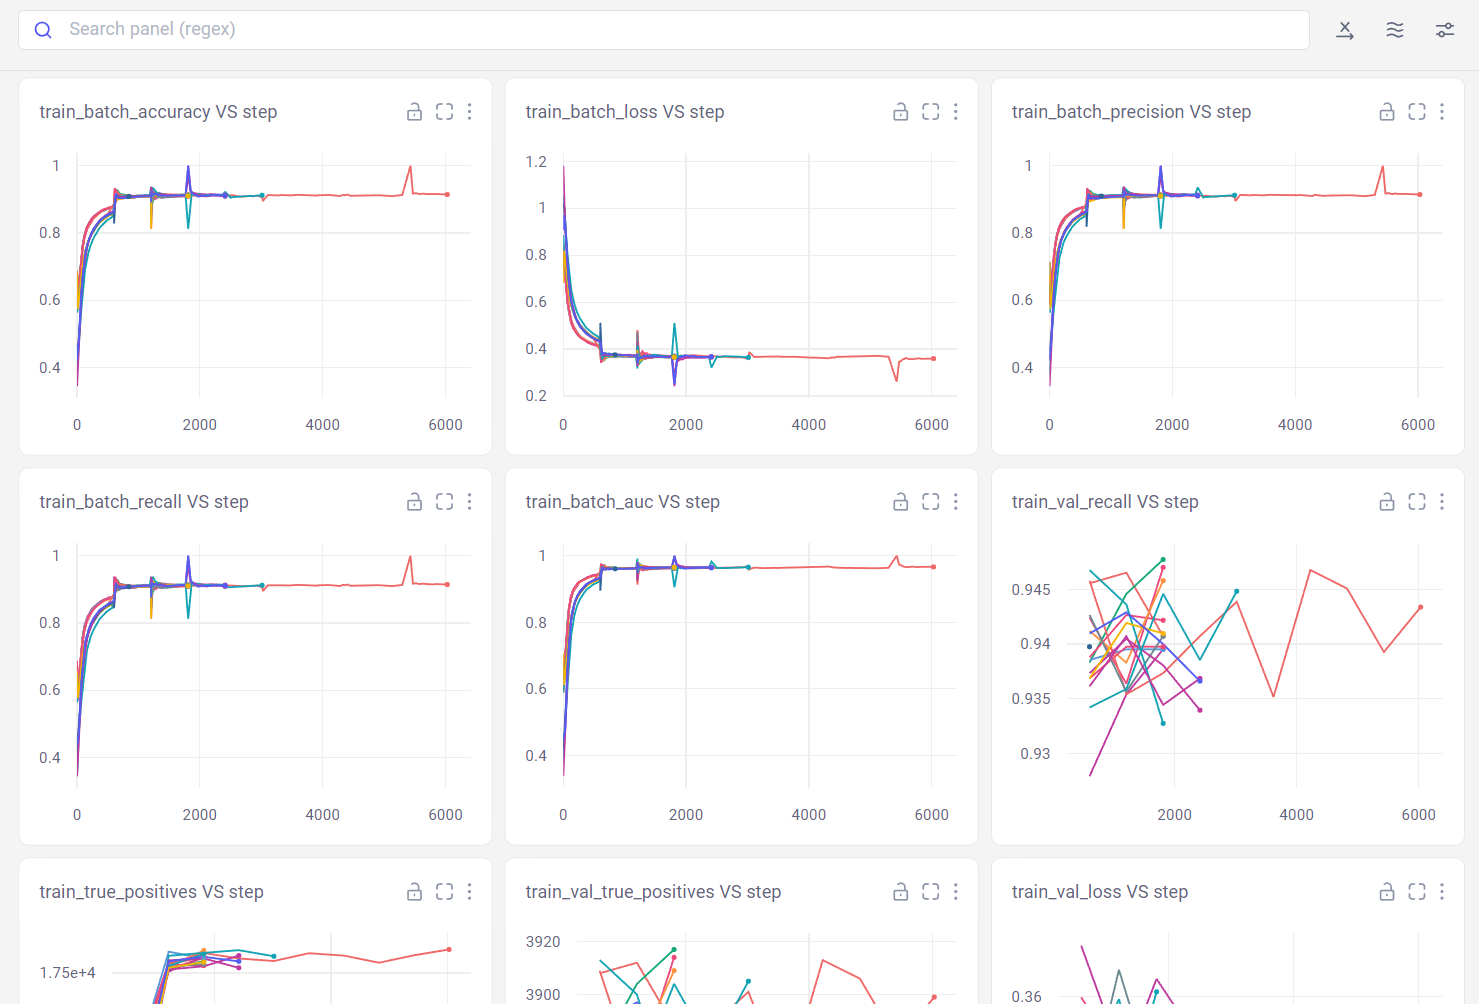 Search panel (regex)
train_batch_accuracy VS step
1
0.8
0.6
0.4
0 2000 4000 6000
train_batch_loss VS step
1.2
1
0.8
0.6
0.4
0.2
0 2000 4000 6000
train_batch_precision VS step
1
0.8
0.6
0.4
0 2000 4000 6000
train_batch_recall VS step
1
0.8
0.6
0.4
0 2000 4000 6000
train_batch_auc VS step
1
0.8
0.6
0.4
0 2000 4000 6000
train_val_recall VS step
0.945
0.94
0.935
0.93
2000 4000 6000
train_true_positives VS step
1.75e+4
train_val_true_positives VS step
3920
3900
train_val_loss VS step
0.36